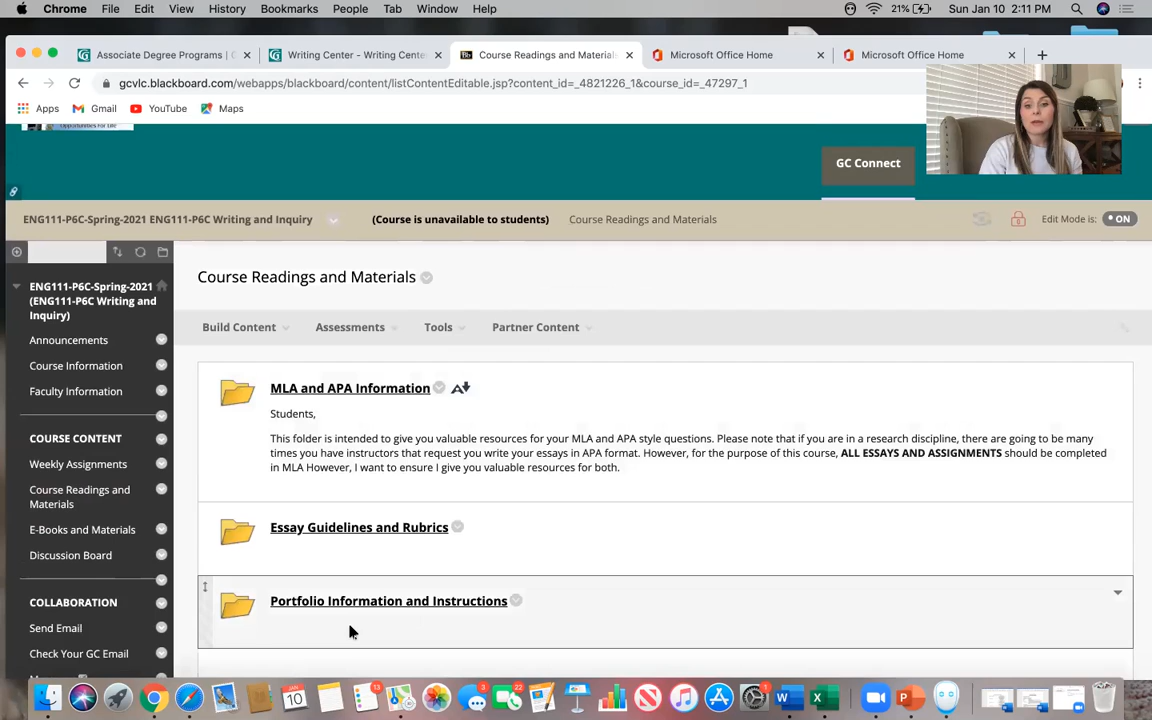 Chrome File Edit View History Bookmarks People Tab Window Help 21% Sun Jan 10 2:11 PM
Associate Degree Programs | Writing Center - Writing Cente Bb Course Readings and Material Microsoft Office Home Microsoft Office Home
gcvlc.blackboard.com/webapps/blackboard/content/listContentEditable.jsp?content_id=_4821226_1&course_id=_47297_1
Apps Gmail YouTube Maps
GC Connect
ENG111-P6C-Spring-2021 ENG111-P6C Writing and Inquiry (Course is unavailable to students) Course Readings and Materials Edit Mode is: ON
Course Readings and Materials
Build Content Assessments Tools Partner Content
ENG111-P6C-Spring-2021
(ENG111-P6C Writing and
Inquiry)
Announcements
Course Information
Faculty Information
COURSE CONTENT
Weekly Assignments
Course Readings and
Materials
E-Books and Materials
Discussion Board
COLLABORATION
Send Email
Check Your GC Email
MLA and APA Information
Students,
This folder is intended to give you valuable resources for your MLA and APA style questions. Please note that if you are in a research discipline, there are going to be many
times you have instructors that request you write your essays in APA format. However, for the purpose of this course, ALL ESSAYS AND ASSIGNMENTS should be completed
in MLA However, I want to ensure I give you valuable resources for both.
Essay Guidelines and Rubrics
Portfolio Information and Instructions
10 13 3 22 1